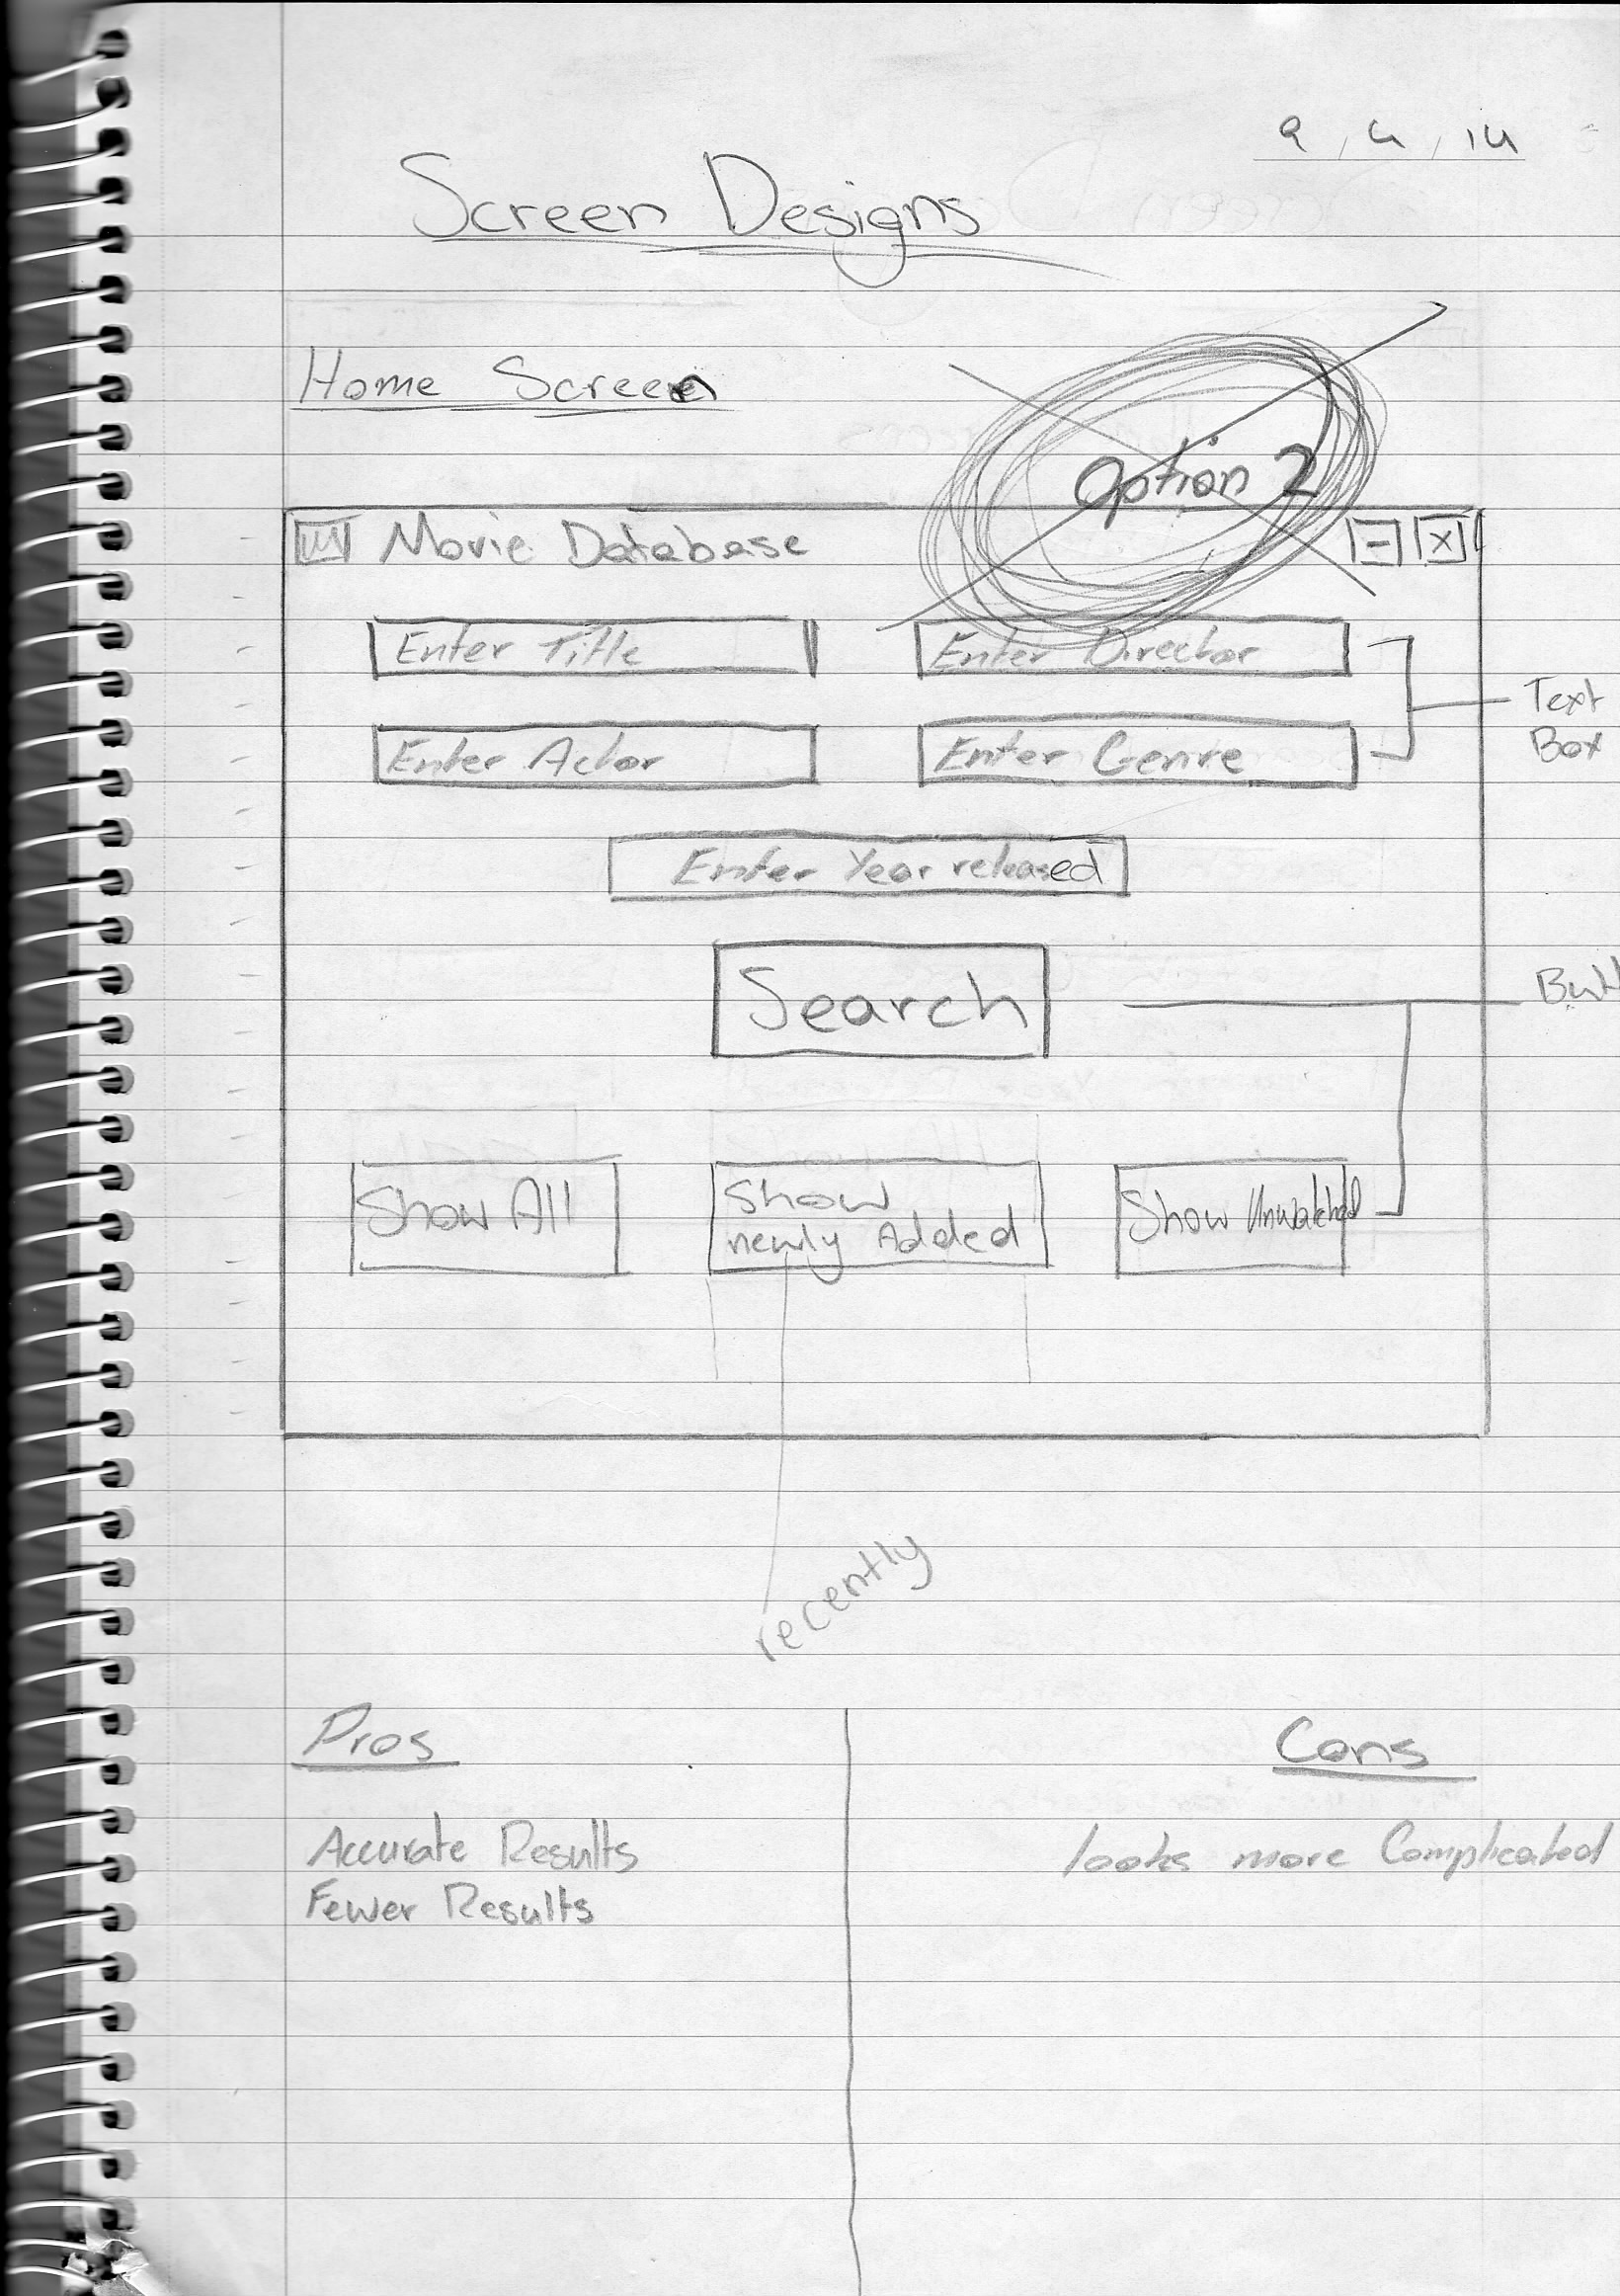 9, 4, 14
Screen Designs
Home Screen
Option 2
M Movie Database - X
Enter Title
Enter Director
Text
Box
Enter Actor
Enter Genre
Enter Year released
Search
Butt
Show All
Show
newly Added
Show Unwatched
recently
Pros
Cons
Accurate Results
looks more Complicated
Fewer Results